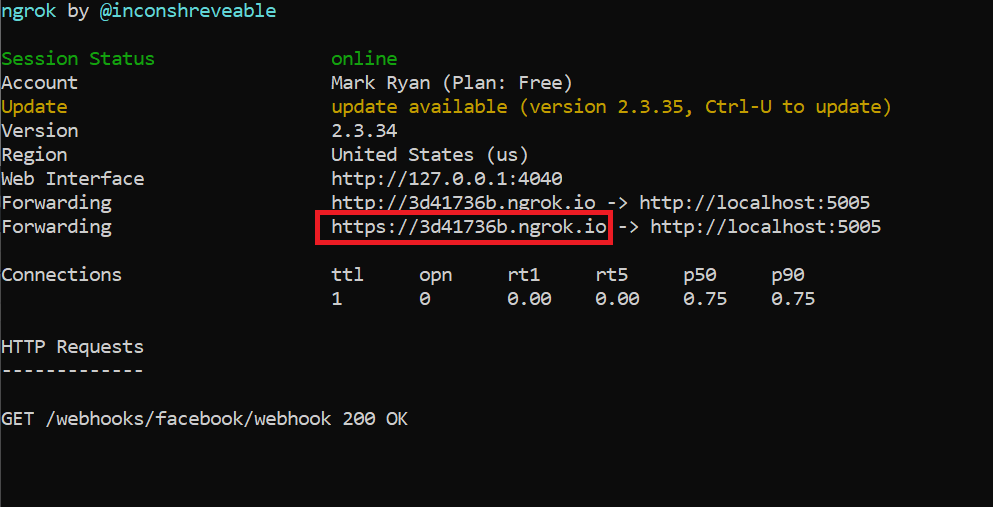 ngrok by @inconshreveable
Session Status online
Account Mark Ryan (Plan: Free)
Update update available (version 2.3.35, Ctrl-U to update)
Version 2.3.34
Region United States (us)
Web Interface http://127.0.0.1:4040
Forwarding http://3d41736b.ngrok.io -> http://localhost:5005
Forwarding https://3d41736b.ngrok.io -> http://localhost:5005
Connections ttl opn rt1 rt5 p50 p90
1 0 0.00 0.00 0.75 0.75
HTTP Requests
-------------
GET /webhooks/facebook/webhook 200 OK